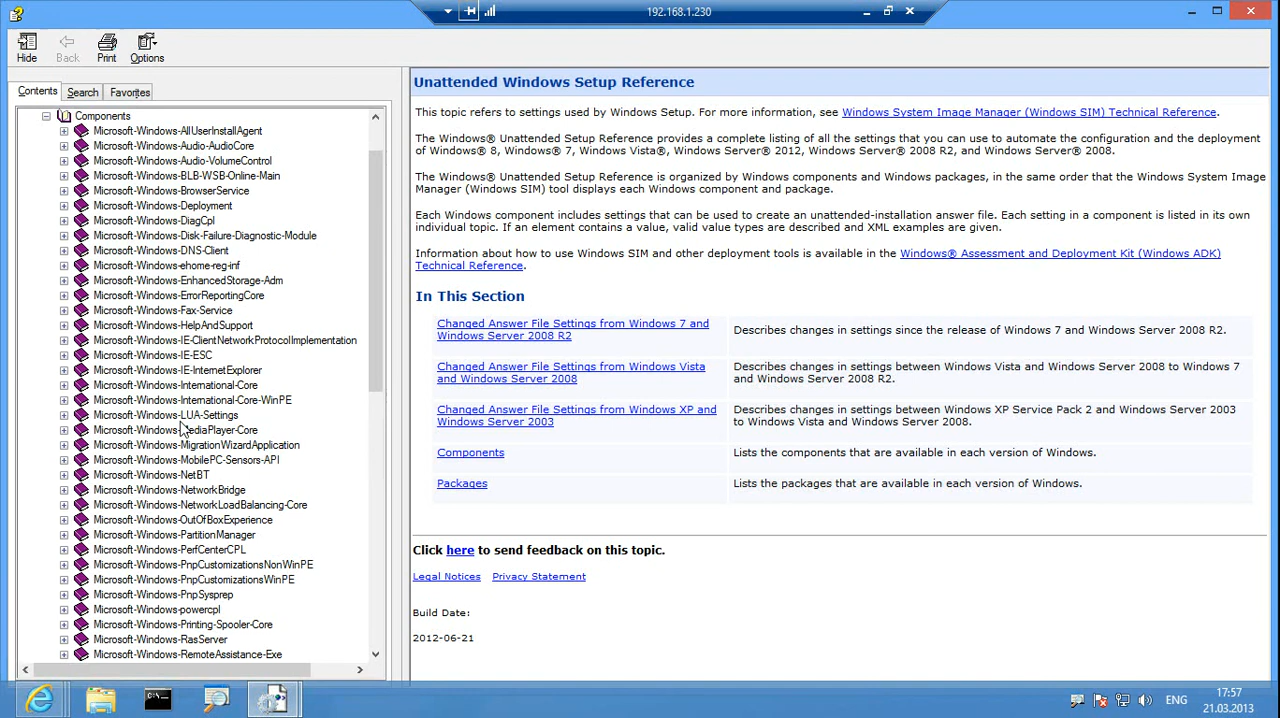 192.168.1.230
Hide
Back
Print
Options
Contents
Search
Favorites
Components
Microsoft-Windows-AllUserInstallAgent
Microsoft-Windows-Audio-AudioCore
Microsoft-Windows-Audio-VolumeControl
Microsoft-Windows-BLB-WSB-Online-Main
Microsoft-Windows-BrowserService
Microsoft-Windows-Deployment
Microsoft-Windows-DiagCpl
Microsoft-Windows-Disk-Failure-Diagnostic-Module
Microsoft-Windows-DNS-Client
Microsoft-Windows-ehome-reg-inf
Microsoft-Windows-EnhancedStorage-Adm
Microsoft-Windows-ErrorReportingCore
Microsoft-Windows-Fax-Service
Microsoft-Windows-HelpAndSupport
Microsoft-Windows-IE-ClientNetworkProtocolImplementation
Microsoft-Windows-IE-ESC
Microsoft-Windows-IE-InternetExplorer
Microsoft-Windows-International-Core
Microsoft-Windows-International-Core-WinPE
Microsoft-Windows-LUA-Settings
Microsoft-Windows-MediaPlayer-Core
Microsoft-Windows-MigrationWizardApplication
Microsoft-Windows-MobilePC-Sensors-API
Microsoft-Windows-NetBT
Microsoft-Windows-NetworkBridge
Microsoft-Windows-NetworkLoadBalancing-Core
Microsoft-Windows-OutOfBoxExperience
Microsoft-Windows-PartitionManager
Microsoft-Windows-PerfCenterCPL
Microsoft-Windows-PnpCustomizationsNonWinPE
Microsoft-Windows-PnpCustomizationsWinPE
Microsoft-Windows-PnpSysprep
Microsoft-Windows-powercpl
Microsoft-Windows-Printing-Spooler-Core
Microsoft-Windows-RasServer
Microsoft-Windows-RemoteAssistance-Exe
Unattended Windows Setup Reference
This topic refers to settings used by Windows Setup. For more information, see Windows System Image Manager (Windows SIM) Technical Reference.
The Windows® Unattended Setup Reference provides a complete listing of all the settings that you can use to automate the configuration and the deployment
of Windows® 8, Windows® 7, Windows Vista®, Windows Server® 2012, Windows Server® 2008 R2, and Windows Server® 2008.
The Windows® Unattended Setup Reference is organized by Windows components and Windows packages, in the same order that the Windows System Image
Manager (Windows SIM) tool displays each Windows component and package.
Each Windows component includes settings that can be used to create an unattended-installation answer file. Each setting in a component is listed in its own
individual topic. If an element contains a value, valid value types are described and XML examples are given.
Information about how to use Windows SIM and other deployment tools is available in the Windows® Assessment and Deployment Kit (Windows ADK)
Technical Reference.
In This Section
Changed Answer File Settings from Windows 7 and
Windows Server 2008 R2
Describes changes in settings since the release of Windows 7 and Windows Server 2008 R2.
Changed Answer File Settings from Windows Vista
and Windows Server 2008
Describes changes in settings between Windows Vista and Windows Server 2008 to Windows 7
and Windows Server 2008 R2.
Changed Answer File Settings from Windows XP and
Windows Server 2003
Describes changes in settings between Windows XP Service Pack 2 and Windows Server 2003
to Windows Vista and Windows Server 2008.
Components
Lists the components that are available in each version of Windows.
Packages
Lists the packages that are available in each version of Windows.
Click here to send feedback on this topic.
Legal Notices Privacy Statement
Build Date:
2012-06-21
ENG
17:57
21.03.2013